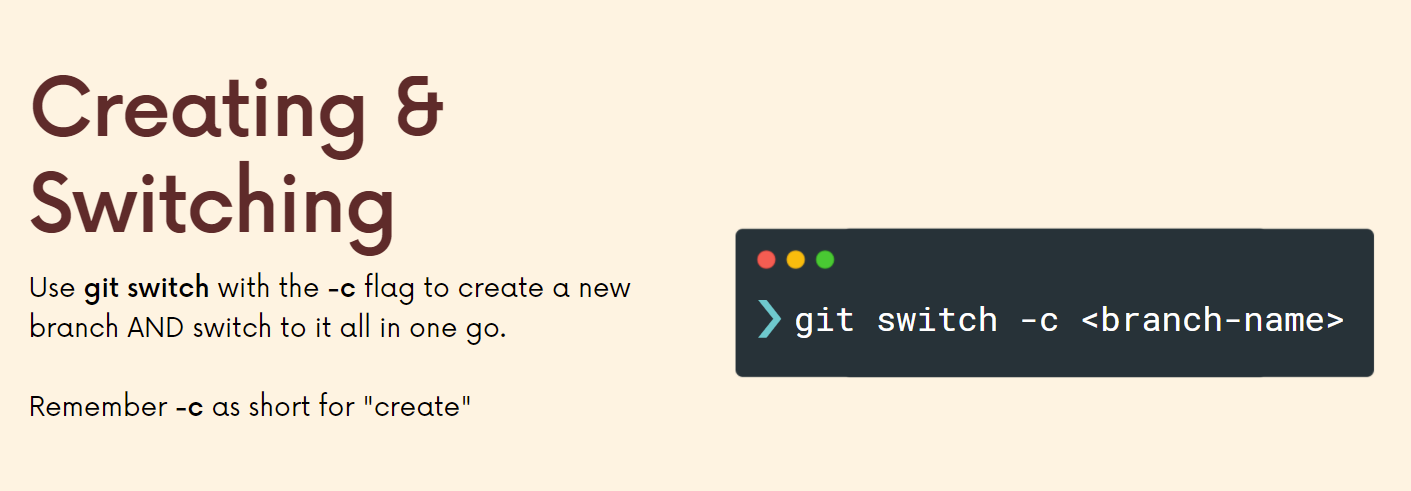 Creating &
Switching
Use git switch with the -c flag to create a new
branch AND switch to it all in one go.
Remember -c as short for "create"
❯ git switch -c <branch-name>